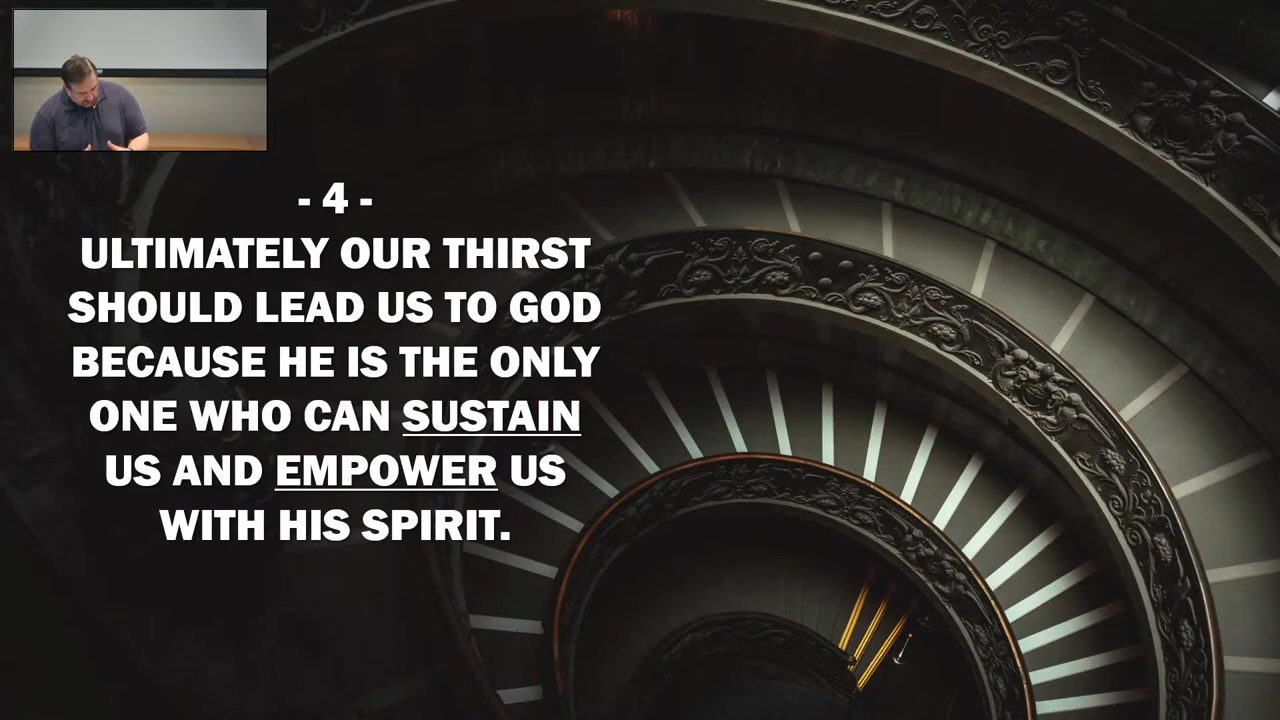 - 4 -
ULTIMATELY OUR THIRST
SHOULD LEAD US TO GOD
BECAUSE HE IS THE ONLY
ONE WHO CAN SUSTAIN
US AND EMPOWER US
WITH HIS SPIRIT.